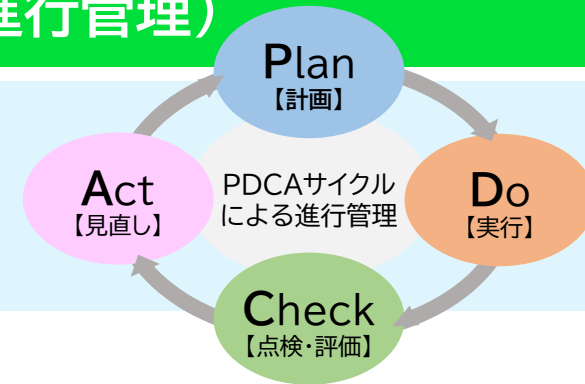 進行管理）
Plan
【計画】
Do
【実行】
Check
【点検・評価】
Act
【見直し】
PDCAサイクル
による進行管理